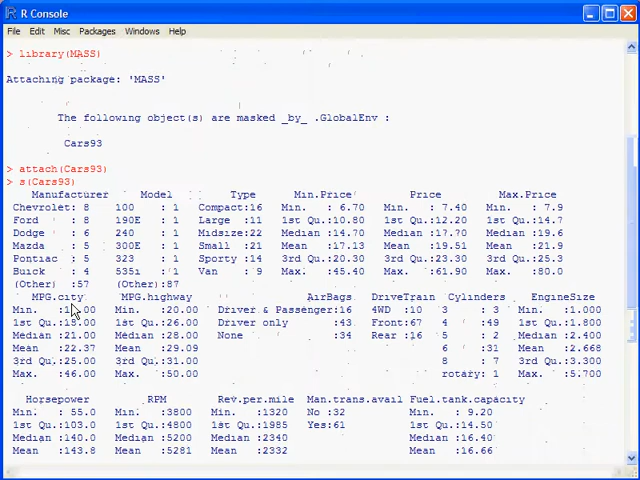 R Console
File Edit Misc Packages Windows Help
> library(MASS)
Attaching package: 'MASS'
The following object(s) are masked _by_ .GlobalEnv :
Cars93
> attach(Cars93)
> s(Cars93)
Manufacturer Model Type Min.Price Price Max.Price
Chevrolet: 8 100 : 1 Compact:16 Min. : 6.70 Min. : 7.40 Min. : 7.9
Ford : 8 190E : 1 Large :11 1st Qu.:10.80 1st Qu.:12.20 1st Qu.:14.7
Dodge : 6 240 : 1 Midsize:22 Median :14.70 Median :17.70 Median :19.6
Mazda : 5 300E : 1 Small :21 Mean :17.13 Mean :19.51 Mean :21.9
Pontiac : 5 323 : 1 Sporty :14 3rd Qu.:20.30 3rd Qu.:23.30 3rd Qu.:25.3
Buick : 4 535i : 1 Van : 9 Max. :45.40 Max. :61.90 Max. :80.0
(Other) :57 (Other):87
MPG.city MPG.highway AirBags DriveTrain Cylinders EngineSize
Min. : .00 Min. :20.00 Driver & Passenger:16 4WD :10 3 : 3 Min. :1.000
1st Qu.:18.00 1st Qu.:26.00 Driver only :43 Front:67 4 :49 1st Qu.:1.800
Median :21.00 Median :28.00 None :34 Rear :16 5 : 2 Median :2.400
Mean :22.37 Mean :29.09 6 :31 Mean :2.668
3rd Qu.:25.00 3rd Qu.:31.00 8 : 7 3rd Qu.:3.300
Max. :46.00 Max. :50.00 rotary: 1 Max. :5.700
Horsepower RPM Rev.per.mile Man.trans.avail Fuel.tank.capacity
Min. : 55.0 Min. :3800 Min. :1320 No :32 Min. : 9.20
1st Qu.:103.0 1st Qu.:4800 1st Qu.:1985 Yes:61 1st Qu.:14.50
Median :140.0 Median :5200 Median :2340 Median :16.40
Mean :143.8 Mean :5281 Mean :2332 Mean :16.66